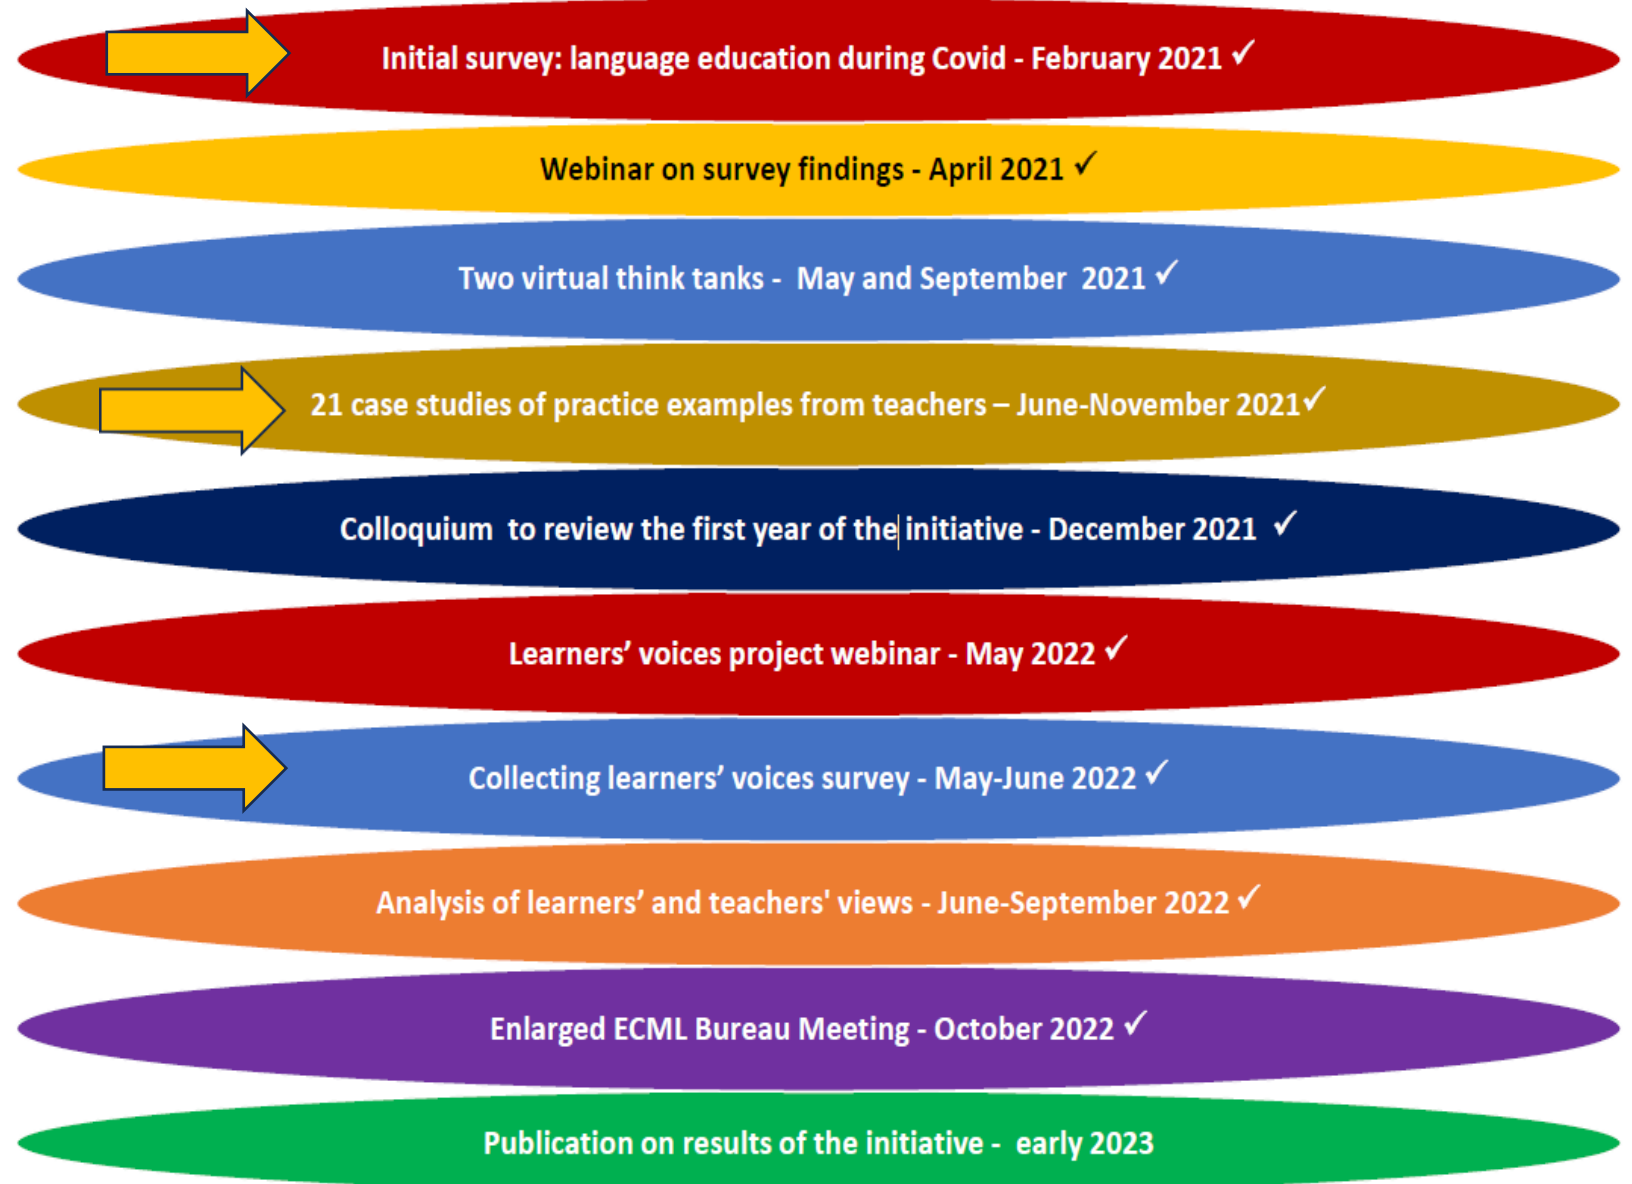 Initial survey: language education during Covid - February 2021 ✓
Webinar on survey findings - April 2021 ✓
Two virtual think tanks -  May and September  2021 ✓
21 case studies of practice examples from teachers – June-November 2021✓
Colloquium  to review the first year of the initiative - December 2021  ✓
Learners’ voices project webinar - May 2022 ✓
Collecting learners’ voices survey - May-June 2022 ✓
Analysis of learners’ and teachers' views - June-September 2022 ✓
Enlarged ECML Bureau Meeting - October 2022 ✓
Publication on results of the initiative -  early 2023